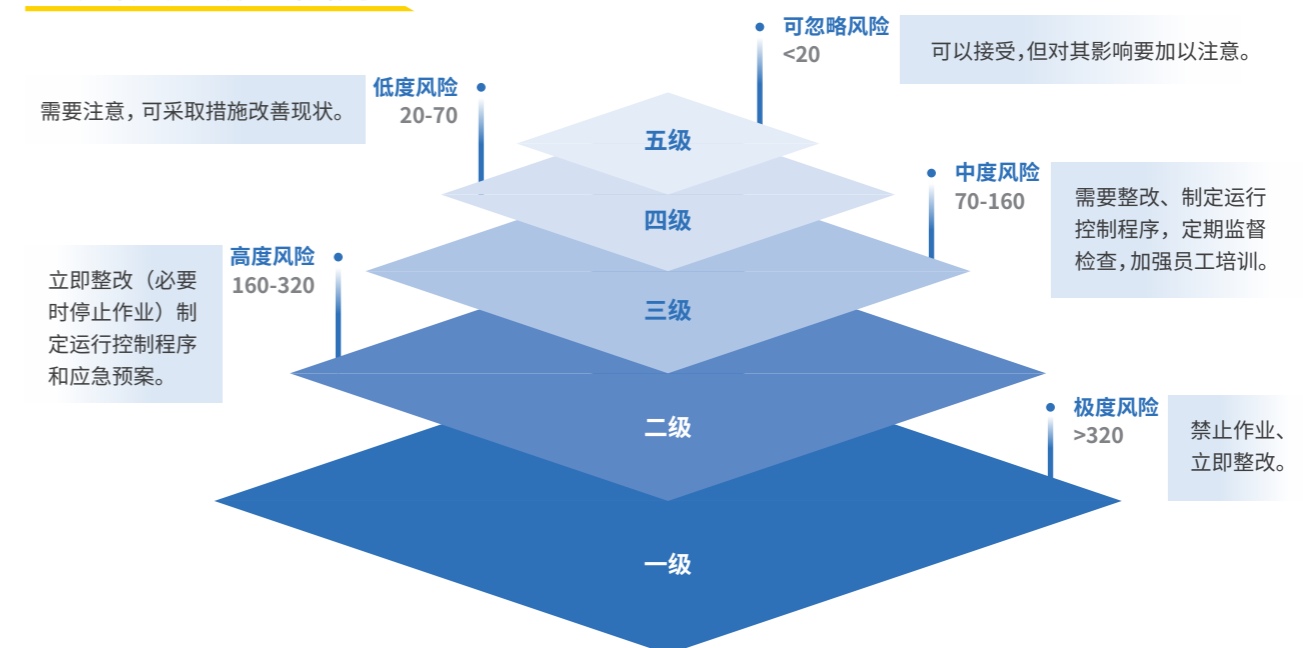 可忽略风险
<20
可以接受,但对其影响要加以注意。
低度风险
20-70
需要注意，可采取措施改善现状。
五级
中度风险
70-160
需要整改、制定运行
控制程序，定期监督
检查,加强员工培训。
四级
高度风险
160-320
立即整改（必要
时停止作业）制
定运行控制程序
和应急预案。
三级
极度风险
>320
禁止作业、
立即整改。
二级
一级